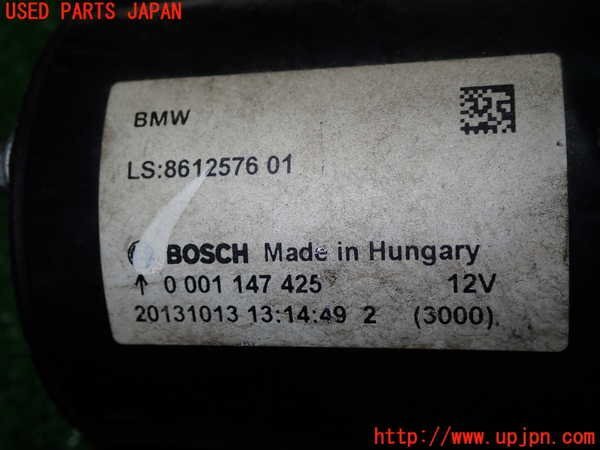 USED PARTS JAPAN
BMW
LS:8612576 01
BOSCH Made in Hungary
↑ 0 001 147 425 12V
20131013 13:14:49 2 (3000).
http://www.upjpn.com/